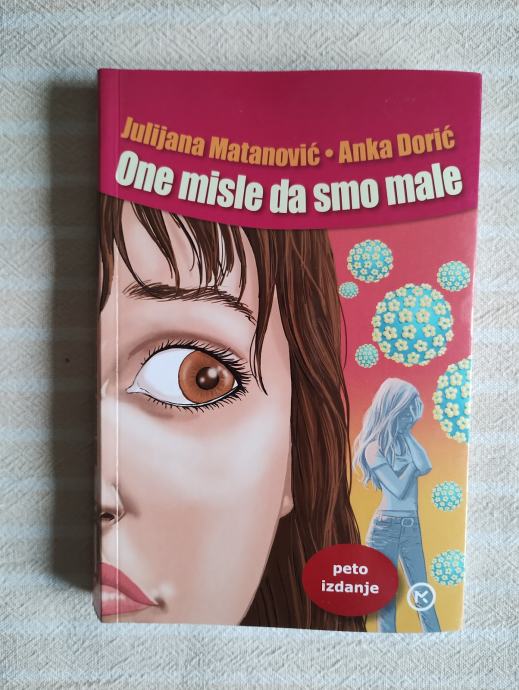 Julijana Matanović • Anka Dorić
One misle da smo male
peto
izdanje